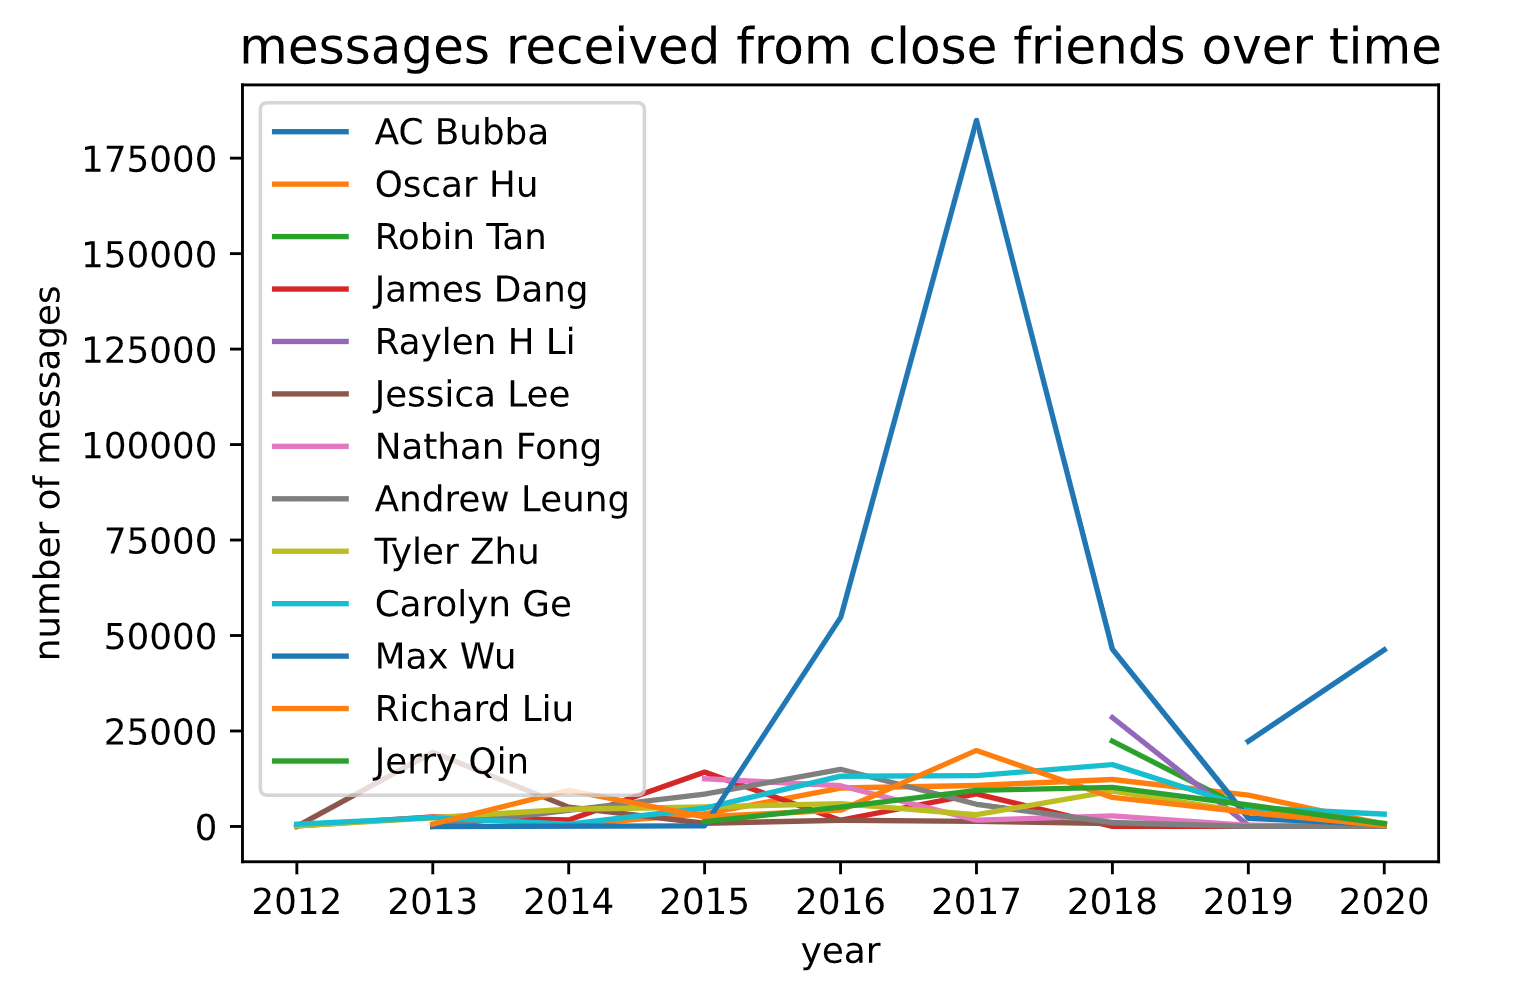 messages received from close friends over time
AC Bubba
Oscar Hu
Robin Tan
James Dang
Raylen H Li
Jessica Lee
Nathan Fong
Andrew Leung
Tyler Zhu
Carolyn Ge
Max Wu
Richard Liu
Jerry Qin
number of messages
175000
150000
125000
100000
75000
50000
25000
0
2012 2013 2014 2015 2016 2017 2018 2019 2020
year